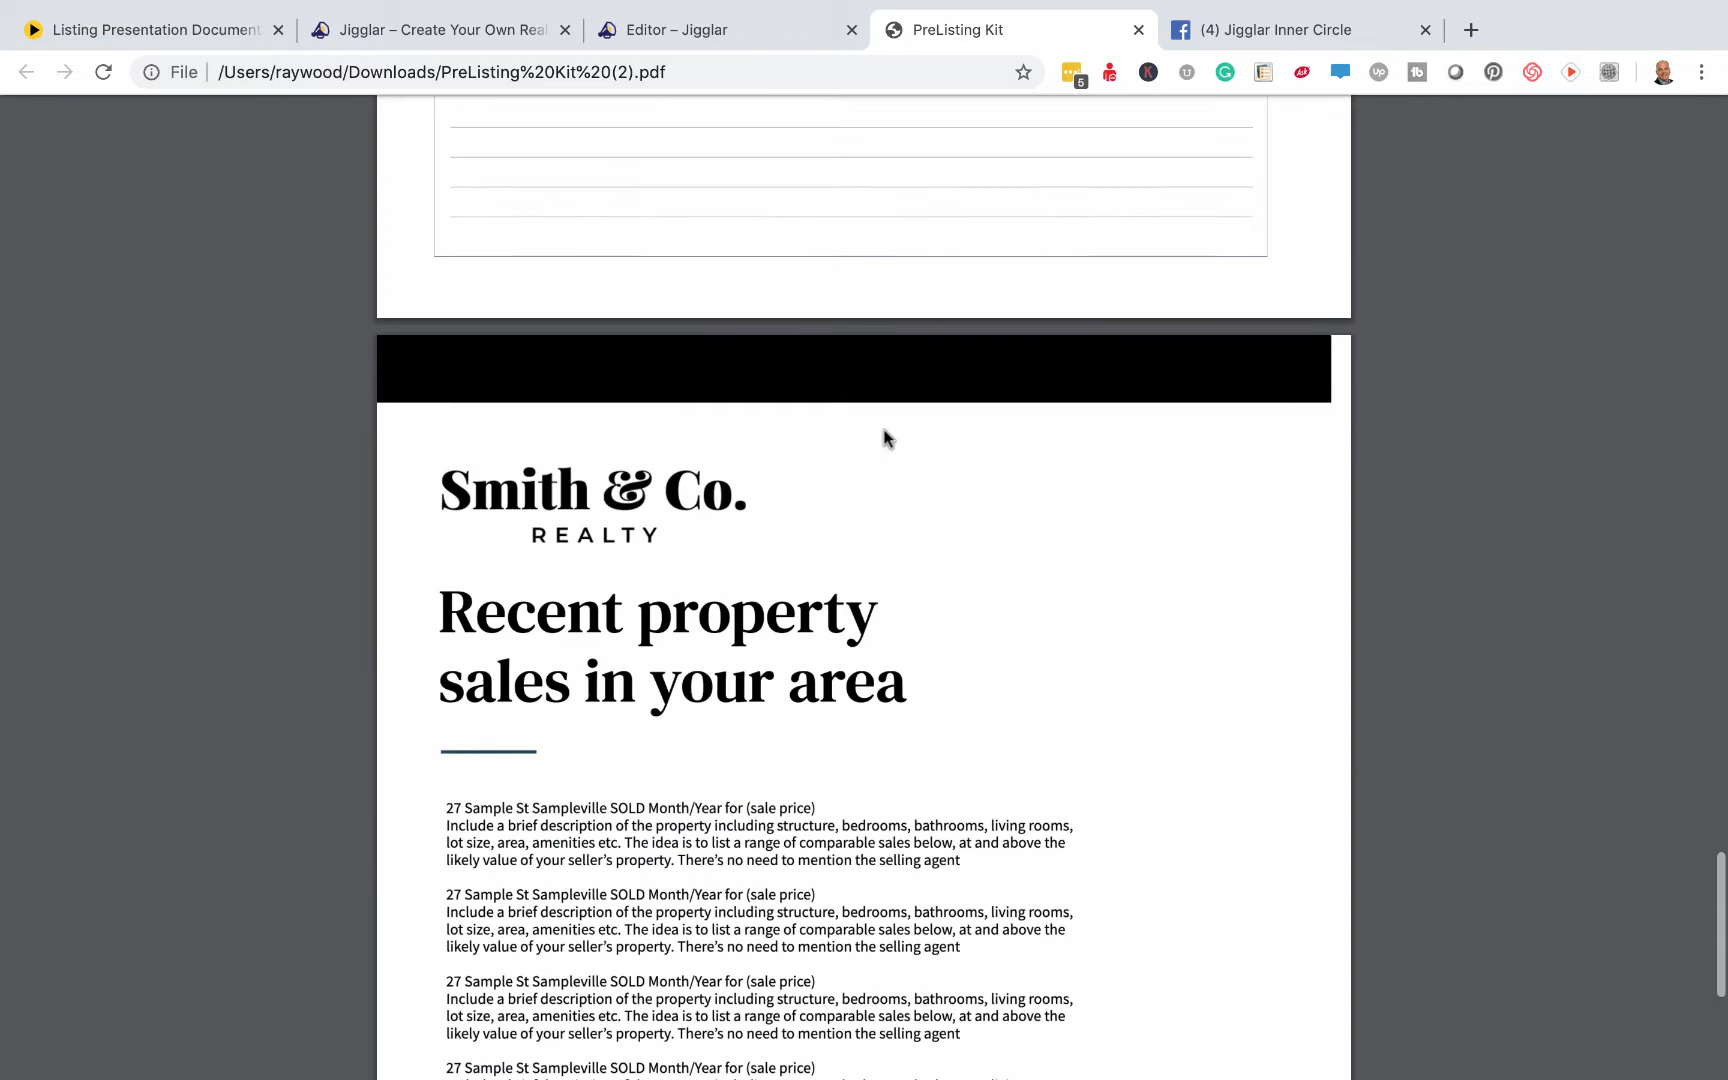 Listing Presentation Document
Jigglar – Create Your Own Real
Editor – Jigglar
PreListing Kit
(4) Jigglar Inner Circle
File
/Users/raywood/Downloads/PreListing%20Kit%20(2).pdf
5
Smith & Co.
REALTY
Recent property
sales in your area
27 Sample St Sampleville SOLD Month/Year for (sale price)
Include a brief description of the property including structure, bedrooms, bathrooms, living rooms,
lot size, area, amenities etc. The idea is to list a range of comparable sales below, at and above the
likely value of your seller's property. There's no need to mention the selling agent
27 Sample St Sampleville SOLD Month/Year for (sale price)
Include a brief description of the property including structure, bedrooms, bathrooms, living rooms,
lot size, area, amenities etc. The idea is to list a range of comparable sales below, at and above the
likely value of your seller's property. There's no need to mention the selling agent
27 Sample St Sampleville SOLD Month/Year for (sale price)
Include a brief description of the property including structure, bedrooms, bathrooms, living rooms,
lot size, area, amenities etc. The idea is to list a range of comparable sales below, at and above the
likely value of your seller's property. There's no need to mention the selling agent
27 Sample St Sampleville SOLD Month/Year for (sale price)